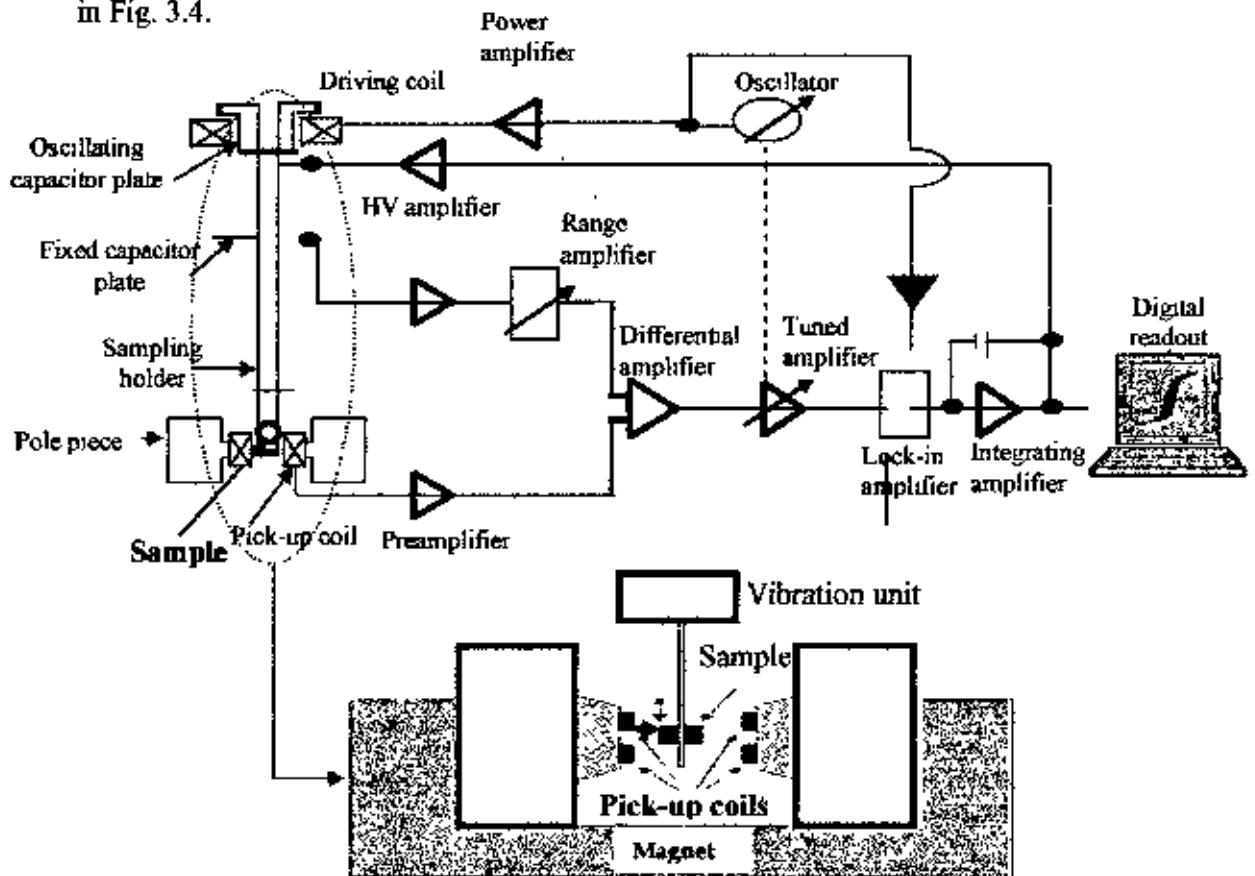 in Fig. 3.4.
Power
amplifier
Driving coil
Oscillator
Oscillating
capacitor plate
HV amplifier
Range
amplifier
Fixed capacitor
plate
Differential
amplifier
Tuned
amplifier
Digital
readout
Sampling
holder
Pole piece
Lock-in
amplifier
Integrating
amplifier
Sample
Pick-up coil
Preamplifier
Vibration unit
Sample
Pick-up coils
Magnet